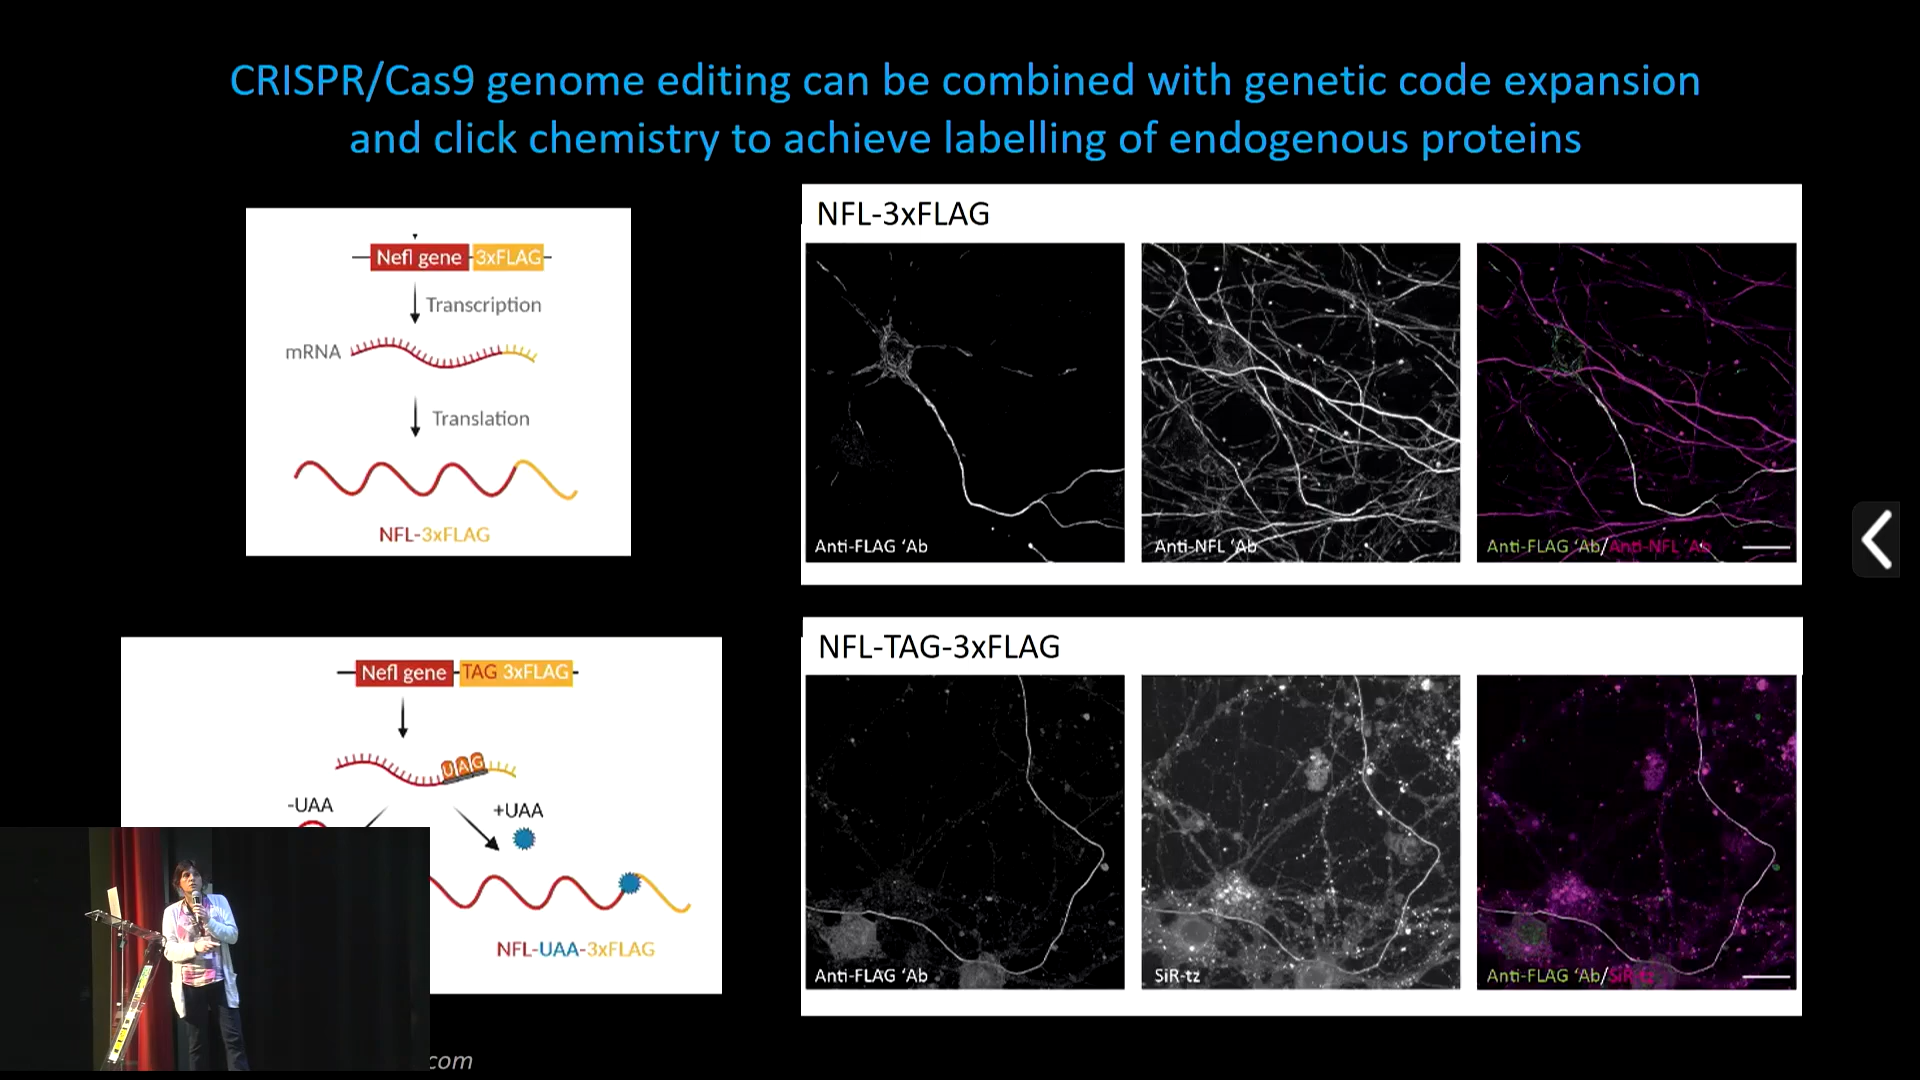 CRISPR/Cas9 genome editing can be combined with genetic code expansion
and click chemistry to achieve labelling of endogenous proteins
Nefl gene 3xFLAG
Transcription
mRNA
Translation
NFL-3xFLAG
NFL-3xFLAG
Anti-FLAG ‘Ab
Anti-NFL ‘Ab
Anti-FLAG ‘Ab/Anti-NFL ‘Ab
Nefl gene TAG 3xFLAG
UAG
-UAA
+UAA
NFL-UAA-3xFLAG
NFL-TAG-3xFLAG
Anti-FLAG ‘Ab
SiR-tz
Anti-FLAG ‘Ab/SiR-tz
com